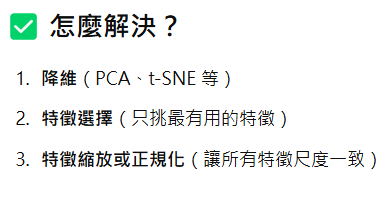 ✅ 怎麼解決？
1. 降維（PCA、t-SNE 等）
2. 特徵選擇（只挑最有用的特徵）
3. 特徵縮放或正規化（讓所有特徵尺度一致）